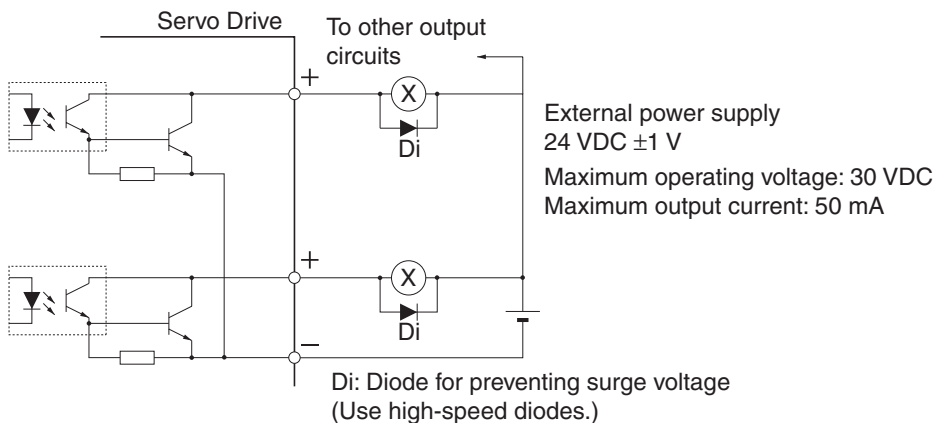 Servo Drive
To other output
circuits
+
X
Di
External power supply
24 VDC ±1 V
Maximum operating voltage: 30 VDC
Maximum output current: 50 mA
+
X
Di
−
Di: Diode for preventing surge voltage
(Use high-speed diodes.)